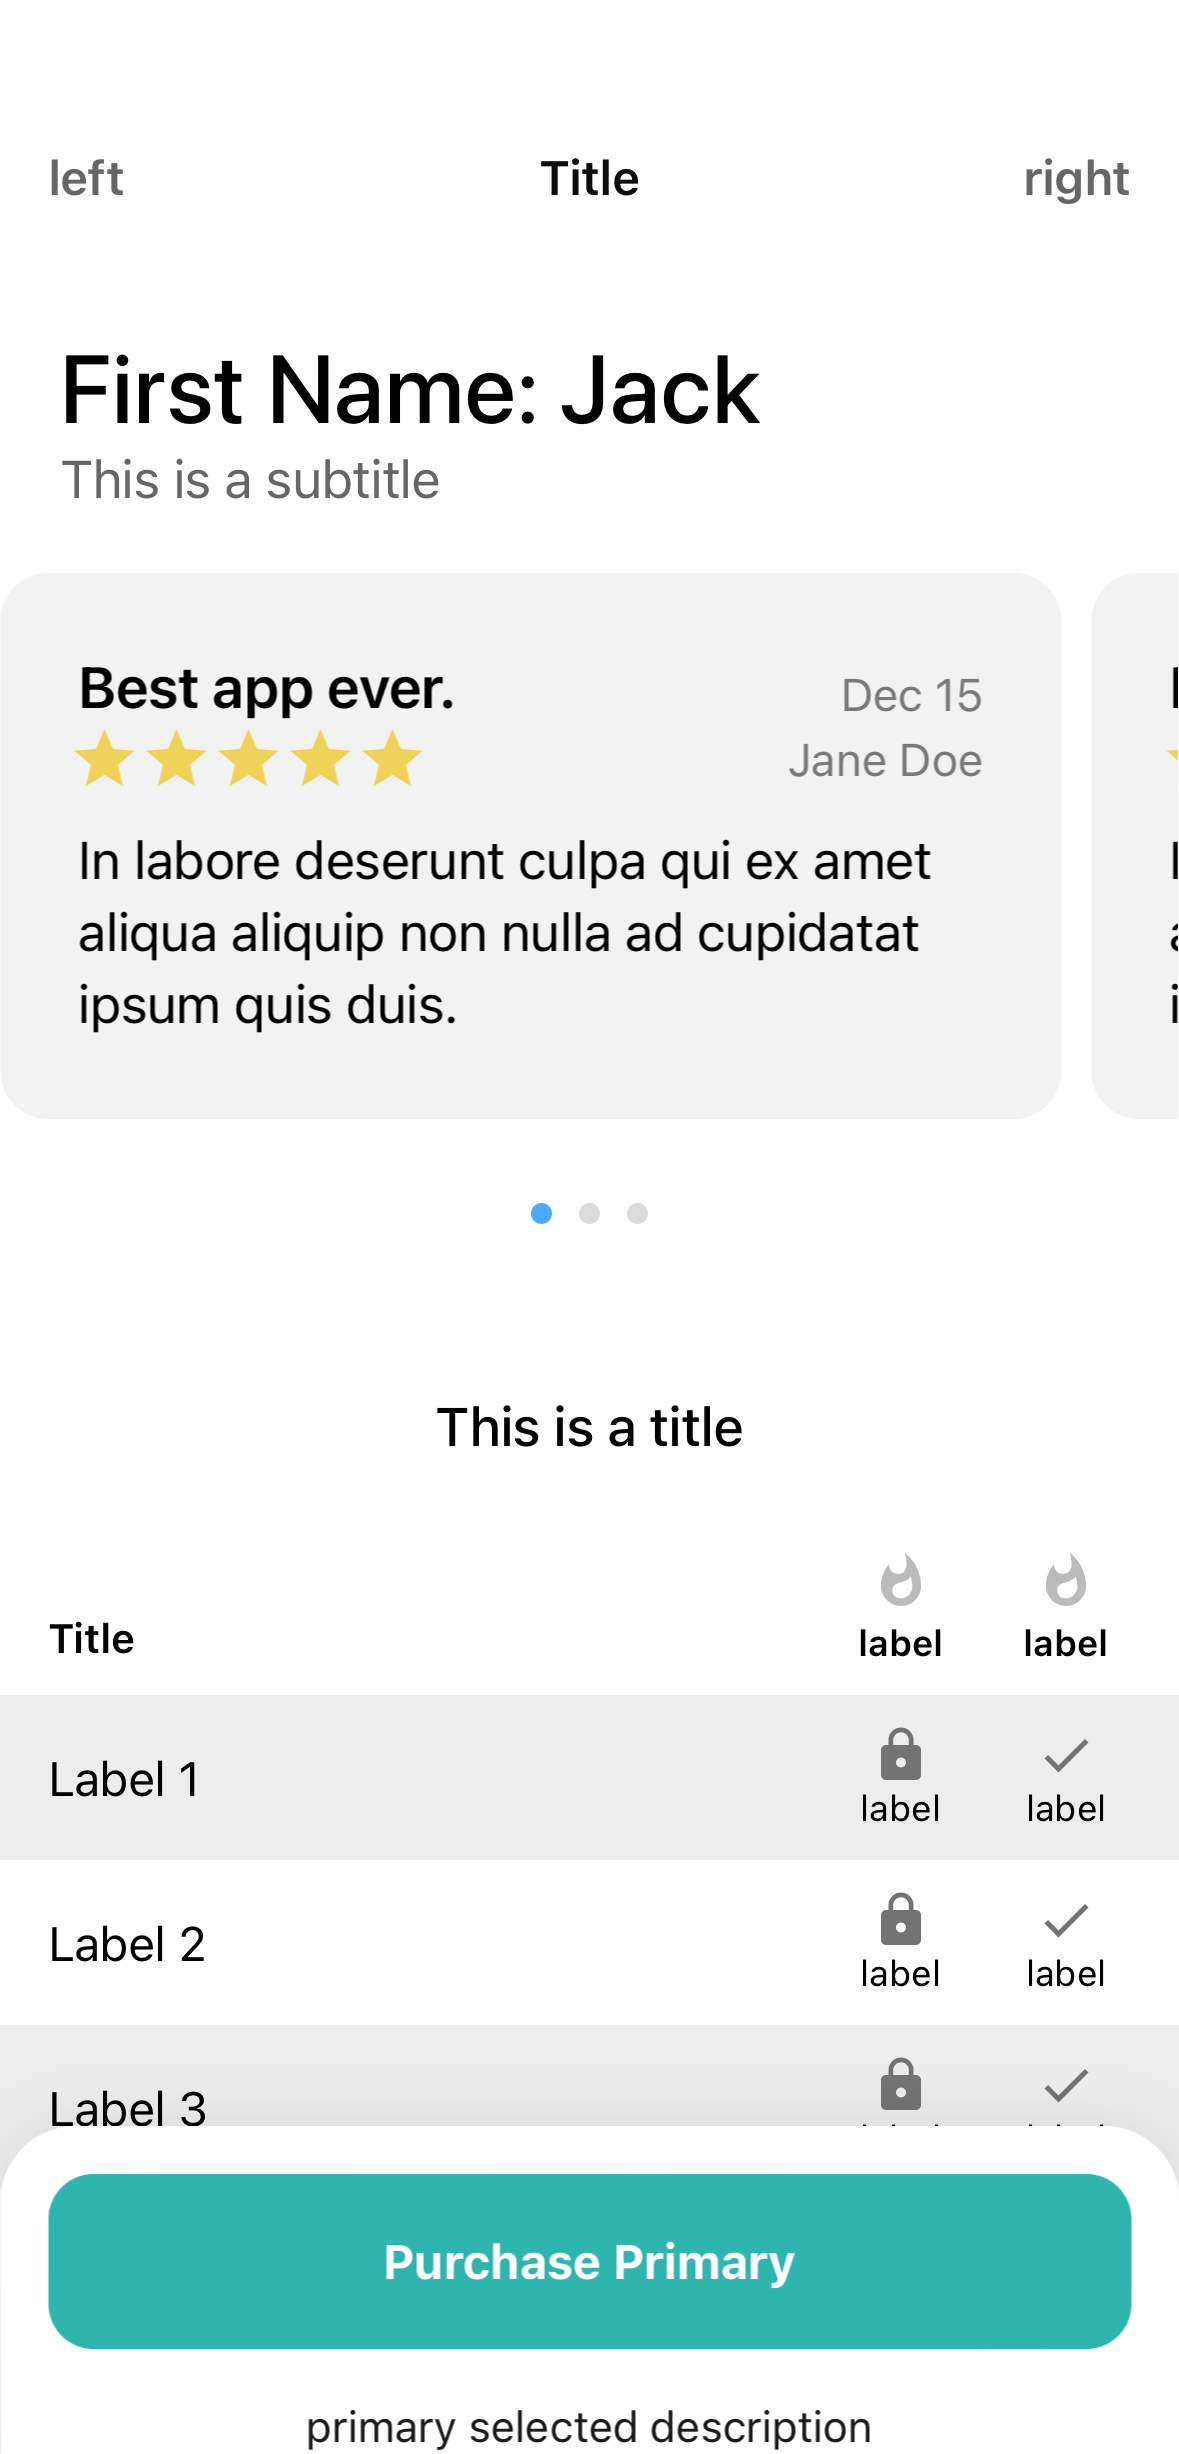 left Title right
First Name: Jack
This is a subtitle
Best app ever.
Dec 15
Jane Doe
In labore deserunt culpa qui ex amet
aliqua aliquip non nulla ad cupidatat
ipsum quis duis.
This is a title
Title label label
Label 1
label label
Label 2
label label
Label 3
Purchase Primary
primary selected description